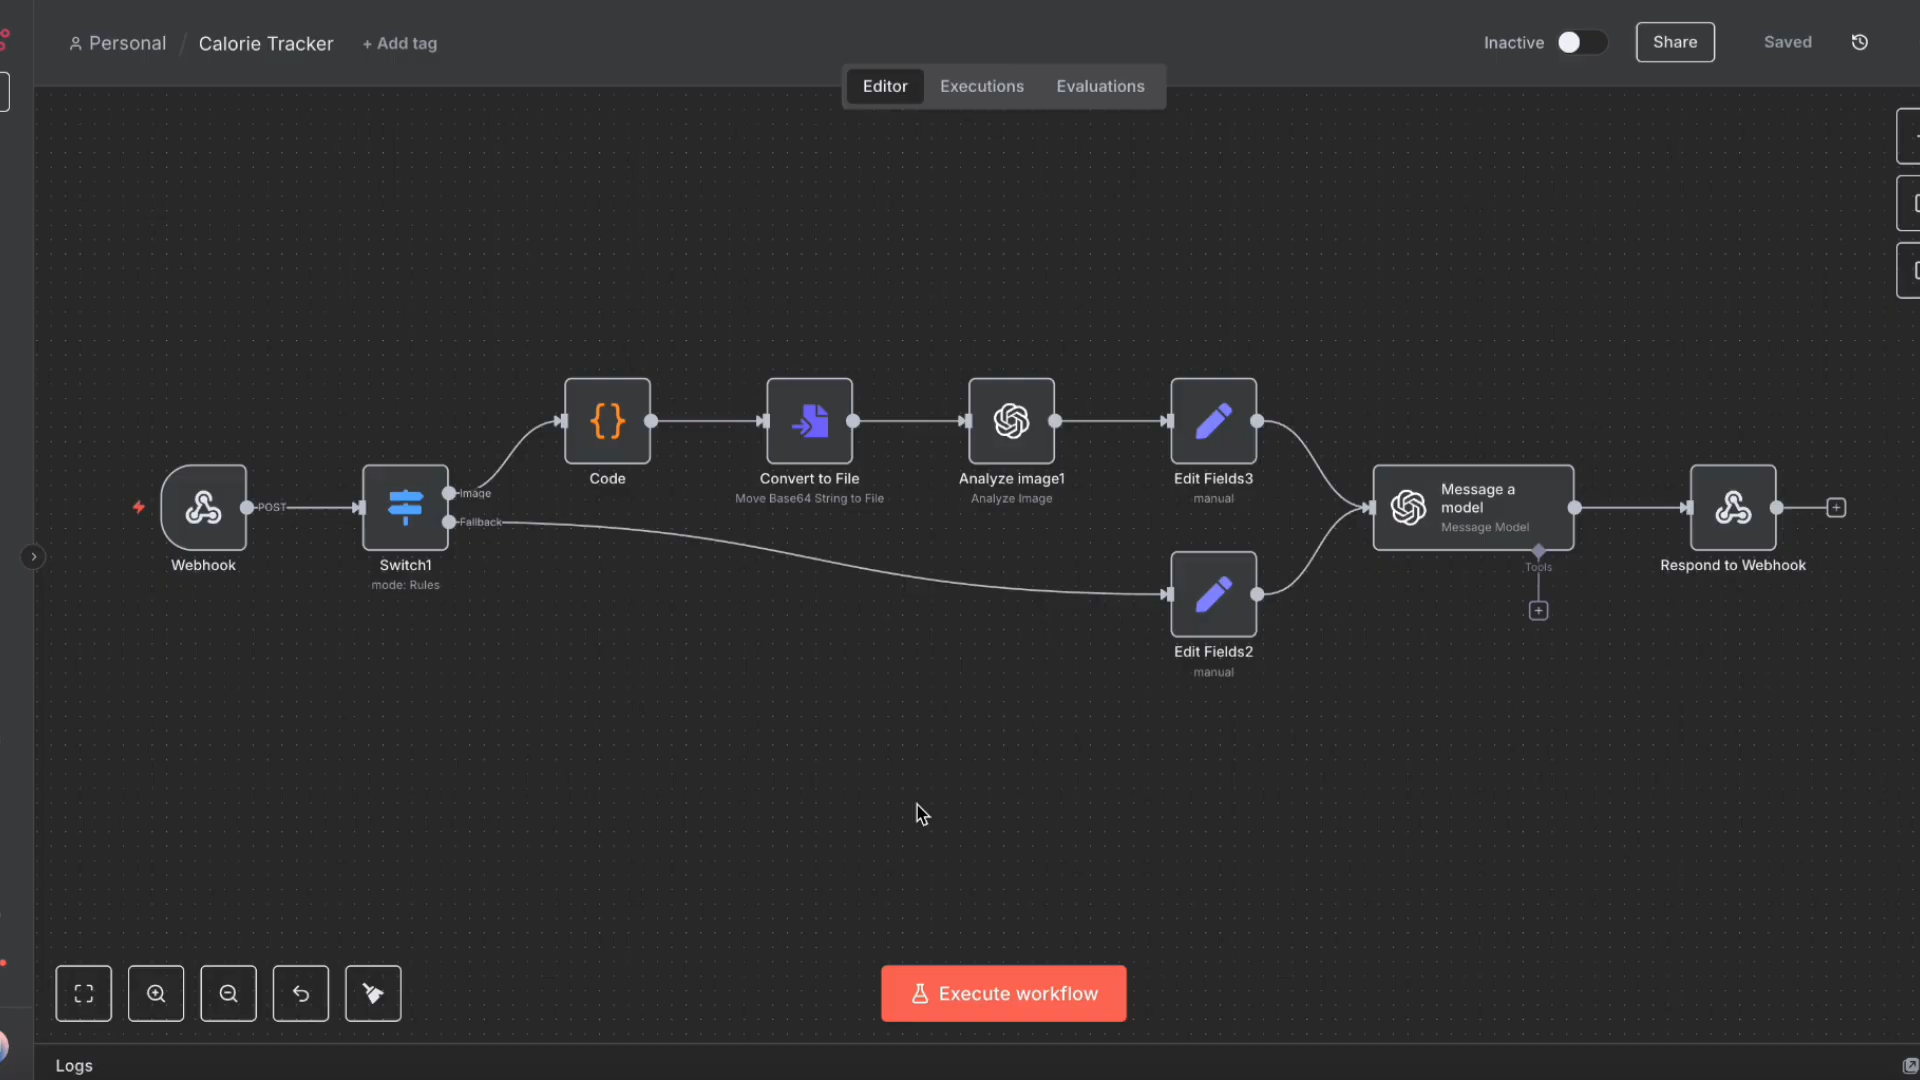 Personal / Calorie Tracker + Add tag
Inactive Share Saved
Editor Executions Evaluations
POST
Webhook
Image
Fallback
Switch1
mode: Rules
Code
Convert to File
Move Base64 String to File
Analyze image1
Analyze Image
Edit Fields3
manual
Edit Fields2
manual
Message a
model
Message Model
Tools
Respond to Webhook
Execute workflow
Logs